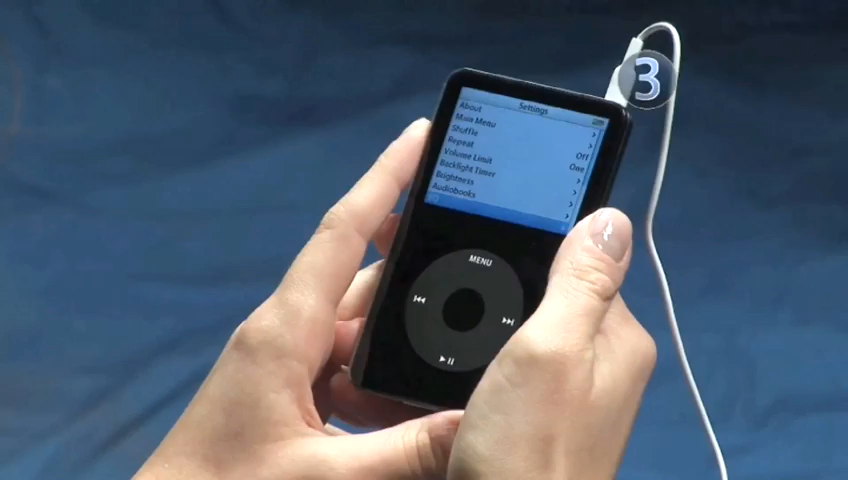 3
Settings
About
Main Menu
Shuffle Off
Repeat One
Volume Limit
Backlight Timer
Brightness
Audiobooks
MENU